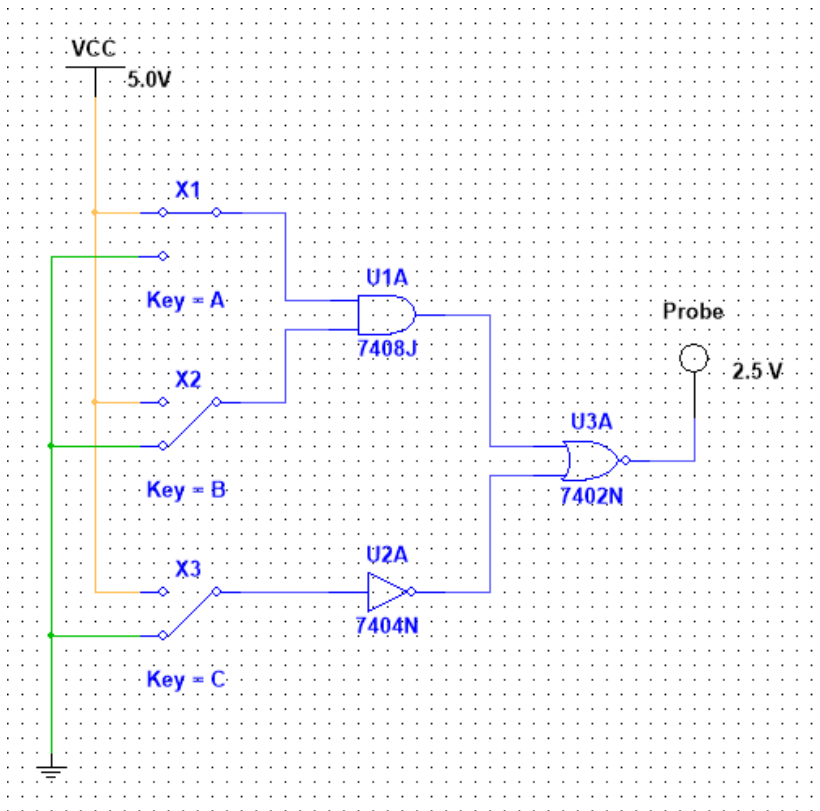 VCC
5.0V
X1
Key = A
U1A
7408J
Probe
2.5 V
X2
Key = B
U3A
7402N
X3
U2A
7404N
Key = C